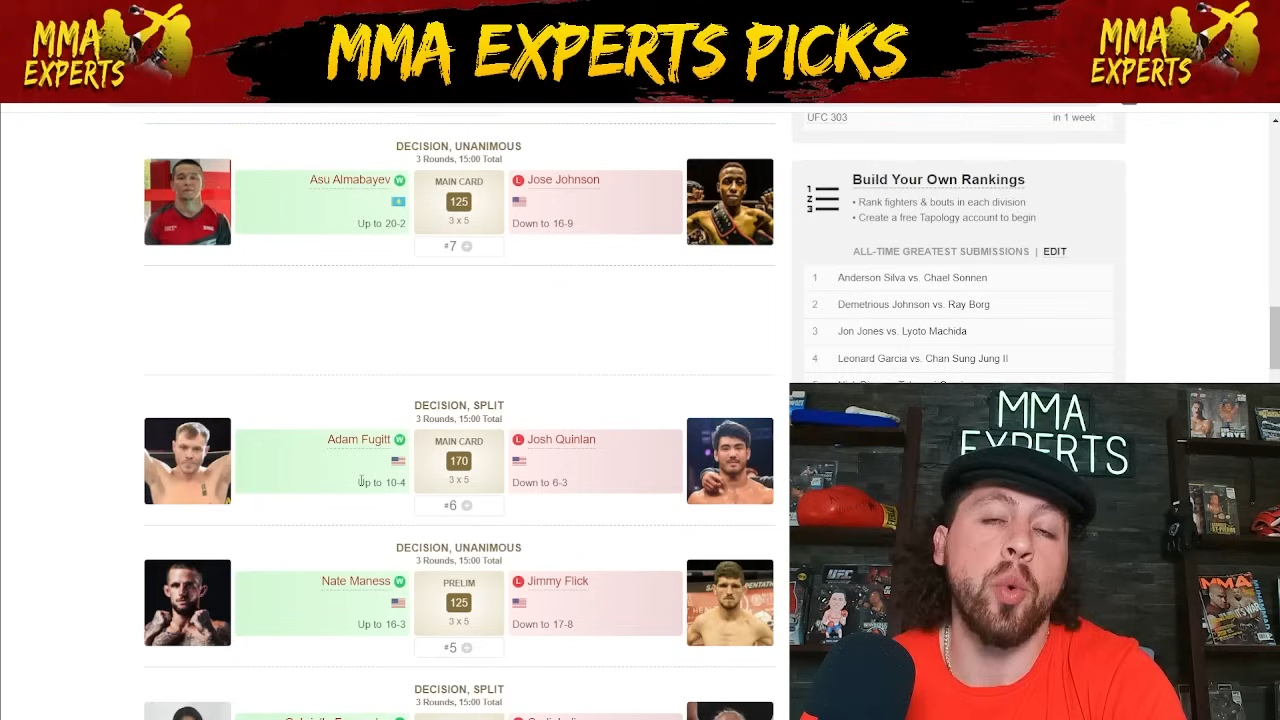 MMA
EXPERTS
MMA EXPERTS PICKS
MMA
EXPERTS
DECISION, UNANIMOUS
3 Rounds, 15:00 Total
Asu Almabayev W
MAIN CARD
L Jose Johnson
125
Up to 20-2
3 x 5
Down to 16-9
#7
DECISION, SPLIT
3 Rounds, 15:00 Total
Adam Fugitt W
MAIN CARD
L Josh Quinlan
170
Up to 10-4
3 x 5
Down to 6-3
#6
DECISION, UNANIMOUS
3 Rounds, 15:00 Total
Nate Maness W
PRELIM
L Jimmy Flick
125
Up to 16-3
3 x 5
Down to 17-8
#5
DECISION, SPLIT
3 Rounds, 15:00 Total
UFC 303
in 1 week
Build Your Own Rankings
• Rank fighters & bouts in each division
• Create a free Tapology account to begin
ALL-TIME GREATEST SUBMISSIONS | EDIT
1 Anderson Silva vs. Chael Sonnen
2 Demetrious Johnson vs. Ray Borg
3 Jon Jones vs. Lyoto Machida
4 Leonard Garcia vs. Chan Sung Jung II
MMA
EXPERTS
UFC
MMA